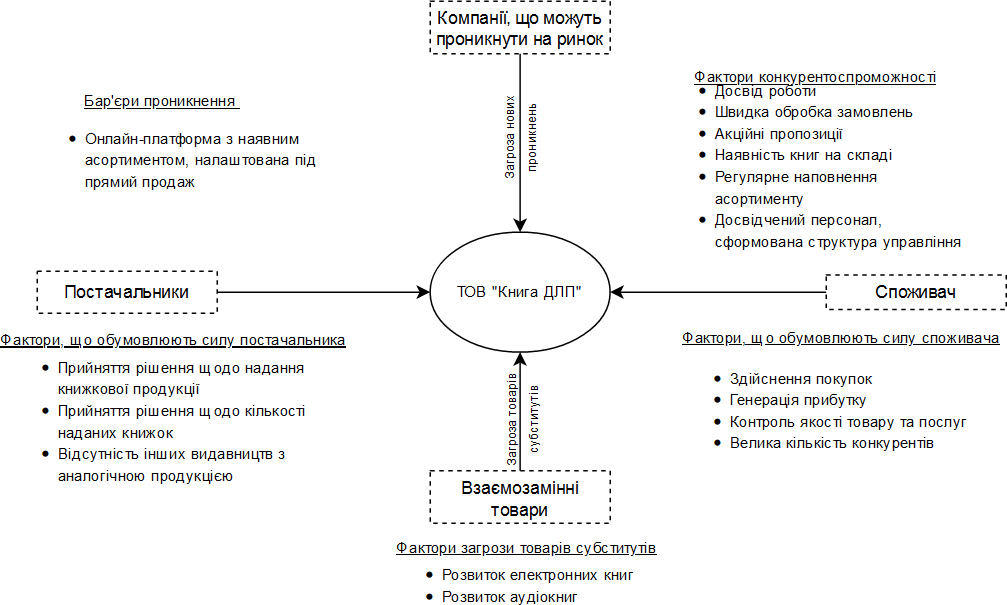 Компанії, що можуть
проникнути на ринок
Загроза нових
проникнень
Бар'єри проникнення
• Онлайн-платформа з наявним
асортиментом, налаштована під
прямий продаж
Фактори конкурентоспроможності
• Досвід роботи
• Швидка обробка замовлень
• Акційні пропозиції
• Наявність книг на складі
• Регулярне наповнення
асортименту
• Досвідчений персонал,
сформована структура управління
Постачальники
ТОВ "Книга ДЛП"
Споживач
Фактори, що обумовлюють силу постачальника
• Прийняття рішення щодо надання
книжкової продукції
• Прийняття рішення щодо кількості
наданих книжок
• Відсутність інших видавництв з
аналогічною продукцією
Фактори, що обумовлюють силу споживача
• Здійснення покупок
• Генерація прибутку
• Контроль якості товару та послуг
• Велика кількість конкурентів
Загроза товарів
субститутів
Взаємозамінні
товари
Фактори загрози товарів субститутів
• Розвиток електронних книг
• Розвиток аудіокниг